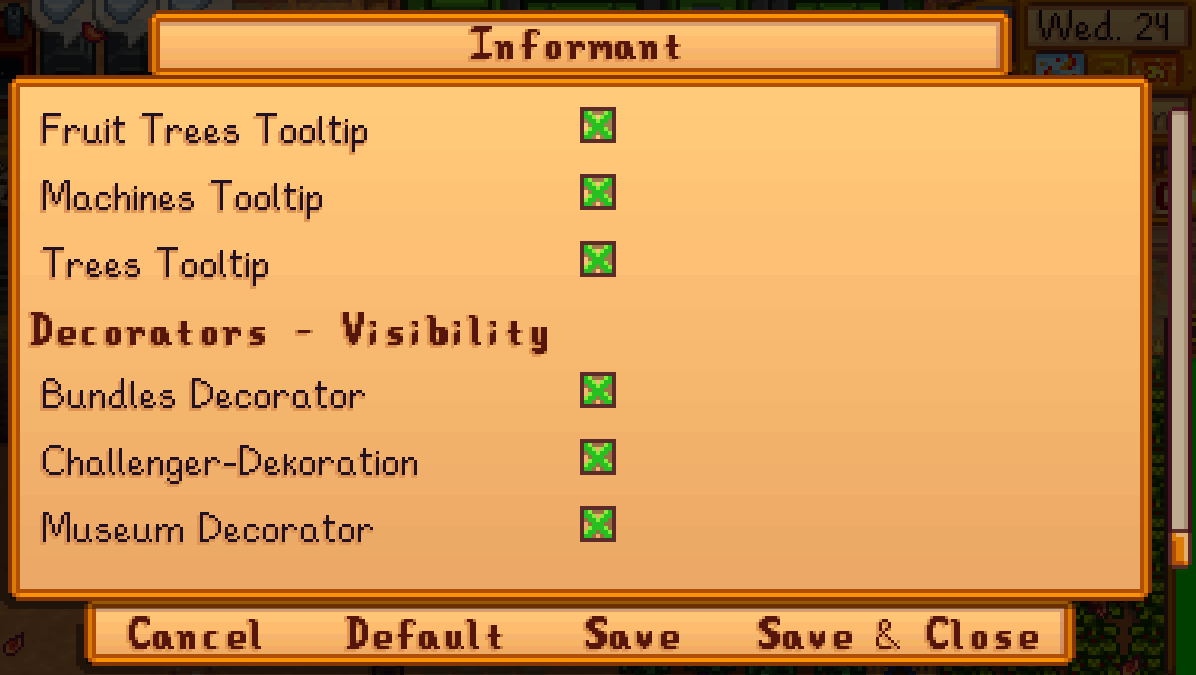 Informant
Wed. 24
Fruit Trees Tooltip
Machines Tooltip
Trees Tooltip
Decorators - Visibility
Bundles Decorator
Challenger-Dekoration
Museum Decorator
Cancel
Default
Save
Save & Close